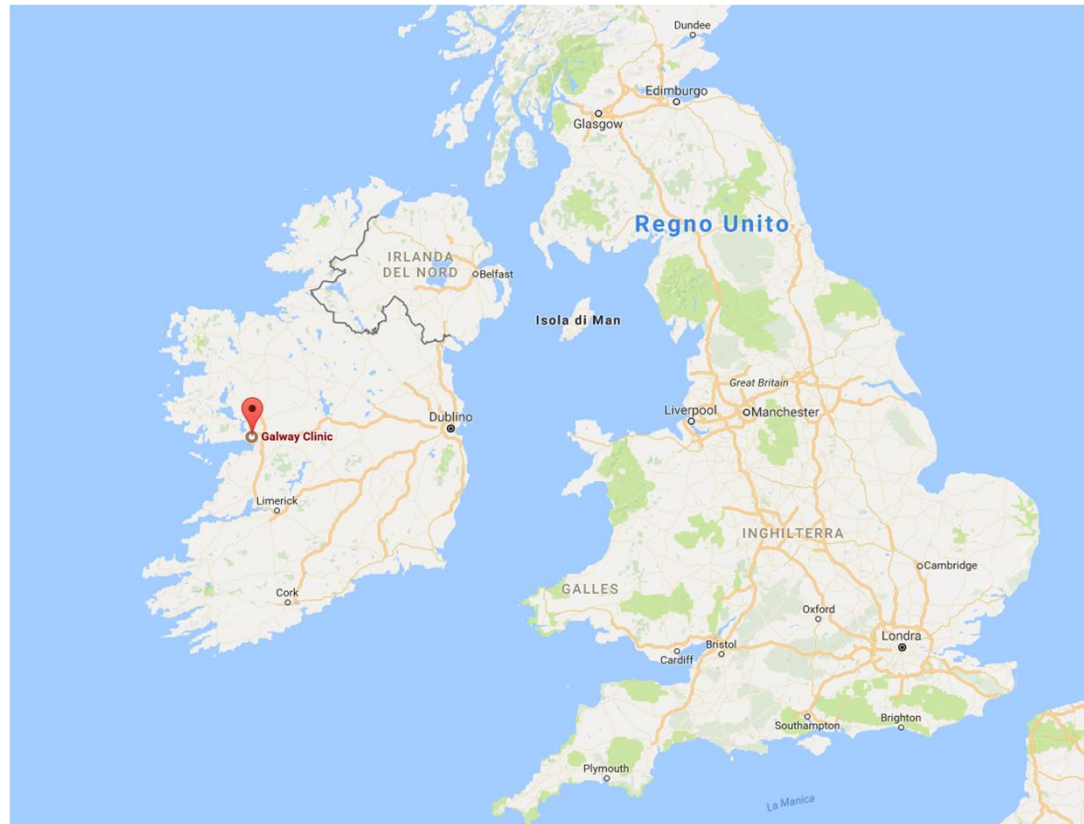 Dundee
Edimburgo
Glasgow
Regno Unito
IRLANDA
DEL NORD
Belfast
Isola di Man
Great Britain
Liverpool
Manchester
Dublino
Galway Clinic
Limerick
INGHILTERRA
Cambridge
GALLES
Cork
Oxford
Londra
Bristol
Cardiff
Southampton
Brighton
Plymouth
La Manica